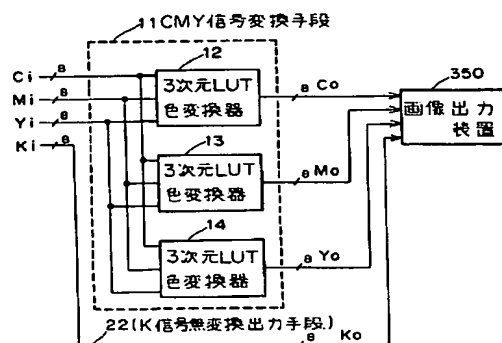 11 CMY信号変換手段
12
3次元LUT
色変換器
Ci 8
Mi 8
Yi 8
Ki 8
8 Co
350
画像出力
装置
13
3次元LUT
色変換器
8 Mo
14
3次元LUT
色変換器
8 Yo
22(K信号無変換出力手段)
8 Ko